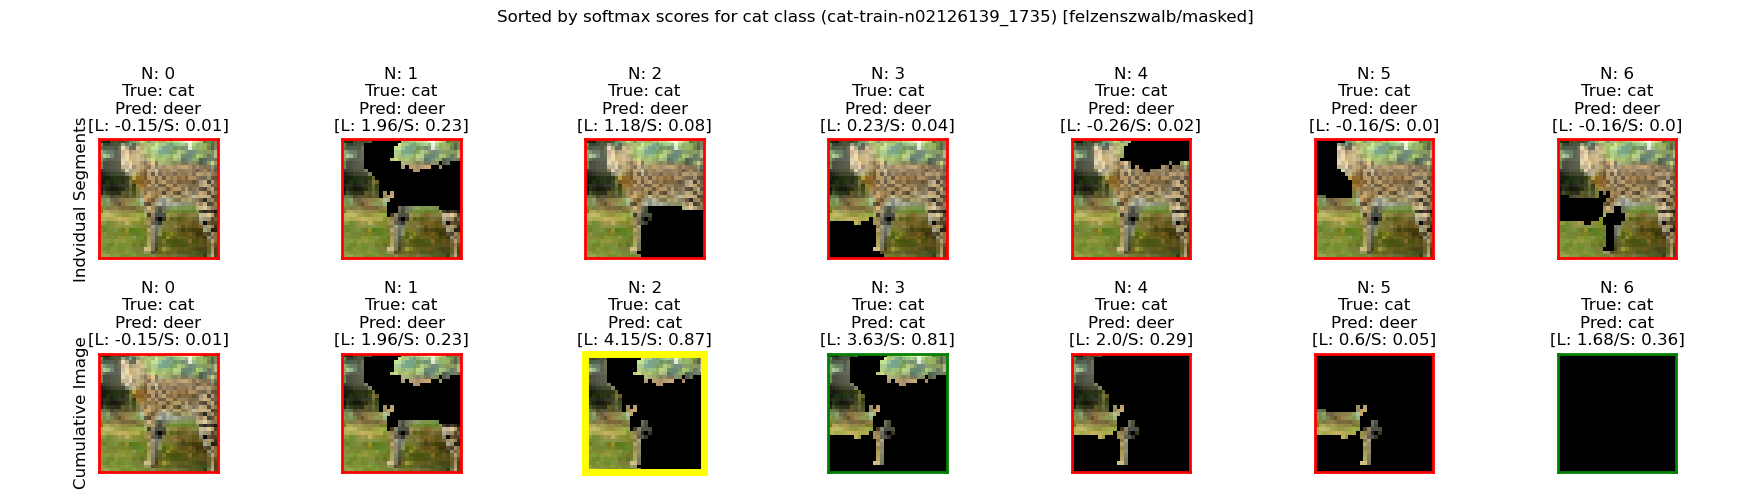 Sorted by softmax scores for cat class (cat-train-n02126139_1735) [felzenszwalb/masked]
Indvidual Segments
N: 0
True: cat
Pred: deer
[L: -0.15/S: 0.01]
N: 1
True: cat
Pred: deer
[L: 1.96/S: 0.23]
N: 2
True: cat
Pred: deer
[L: 1.18/S: 0.08]
N: 3
True: cat
Pred: deer
[L: 0.23/S: 0.04]
N: 4
True: cat
Pred: deer
[L: -0.26/S: 0.02]
N: 5
True: cat
Pred: deer
[L: -0.16/S: 0.0]
N: 6
True: cat
Pred: deer
[L: -0.16/S: 0.0]
Cumulative Image
N: 0
True: cat
Pred: deer
[L: -0.15/S: 0.01]
N: 1
True: cat
Pred: deer
[L: 1.96/S: 0.23]
N: 2
True: cat
Pred: cat
[L: 4.15/S: 0.87]
N: 3
True: cat
Pred: cat
[L: 3.63/S: 0.81]
N: 4
True: cat
Pred: deer
[L: 2.0/S: 0.29]
N: 5
True: cat
Pred: deer
[L: 0.6/S: 0.05]
N: 6
True: cat
Pred: cat
[L: 1.68/S: 0.36]